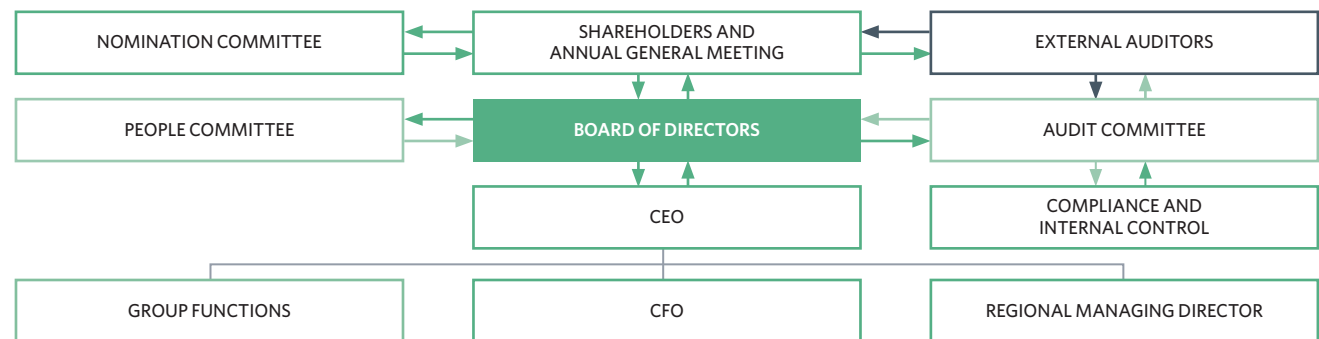 NOMINATION COMMITTEE
SHAREHOLDERS AND
ANNUAL GENERAL MEETING
EXTERNAL AUDITORS
PEOPLE COMMITTEE
BOARD OF DIRECTORS
AUDIT COMMITTEE
CEO
COMPLIANCE AND
INTERNAL CONTROL
GROUP FUNCTIONS
CFO
REGIONAL MANAGING DIRECTOR